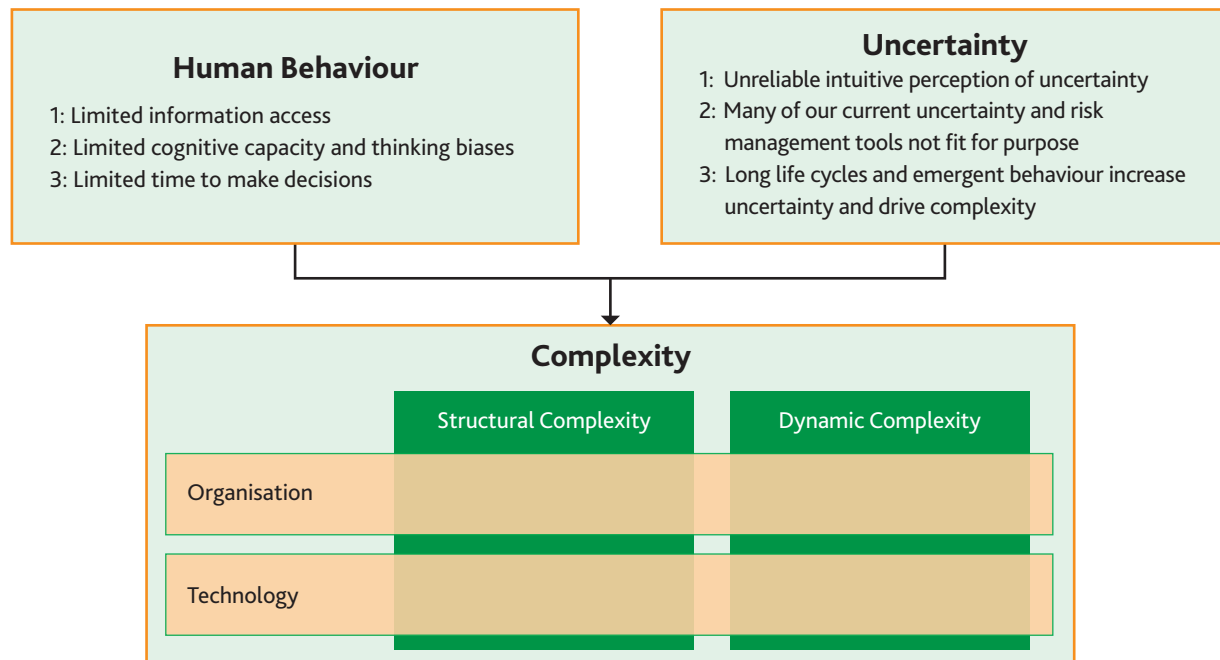 Human Behaviour
1: Limited information access
2: Limited cognitive capacity and thinking biases
3: Limited time to make decisions
Uncertainty
1: Unreliable intuitive perception of uncertainty
2: Many of our current uncertainty and risk
management tools not fit for purpose
3: Long life cycles and emergent behaviour increase
uncertainty and drive complexity
Complexity
Structural Complexity
Dynamic Complexity
Organisation
Technology